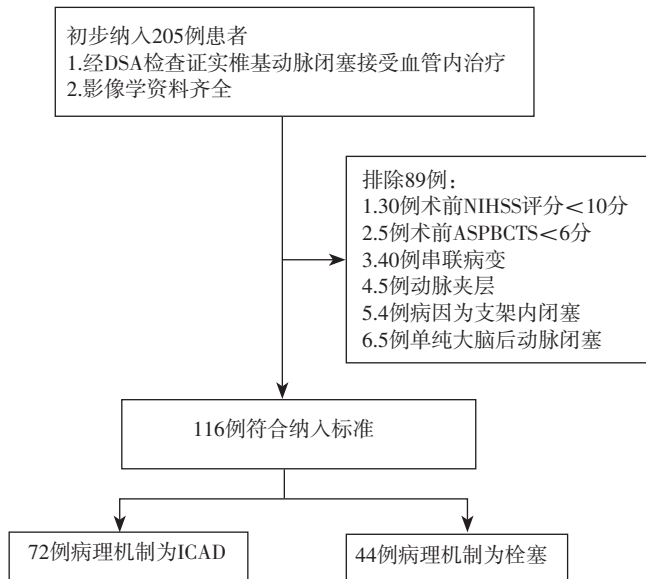 初步纳入205例患者
1.经DSA检查证实椎基动脉闭塞接受血管内治疗
2.影像学资料齐全
排除89例：
1.30例术前NIHSS评分＜10分
2.5例术前ASPBCTS＜6分
3.40例串联病变
4.5例动脉夹层
5.4例病因为支架内闭塞
6.5例单纯大脑后动脉闭塞
116例符合纳入标准
72例病理机制为ICAD
44例病理机制为栓塞